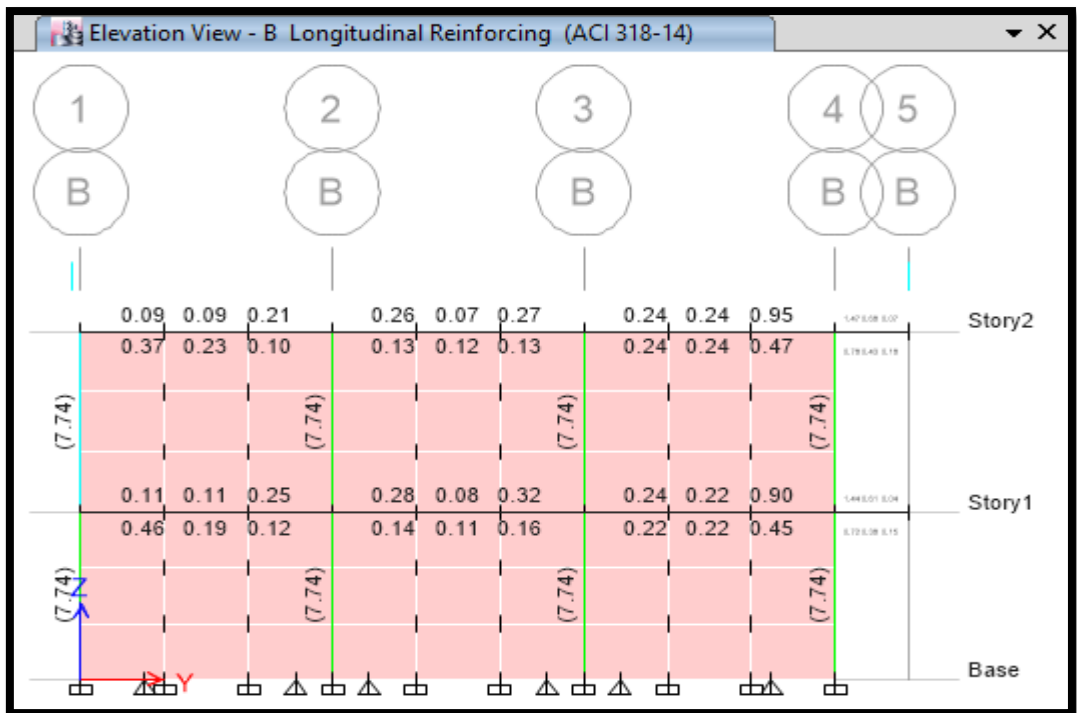 Elevation View - B Longitudinal Reinforcing (ACI 318-14)
1 2 3 4 5
B B B B B
0.09 0.09 0.21 0.26 0.07 0.27 0.24 0.24 0.95 Story2
0.37 0.23 0.10 0.13 0.12 0.13 0.24 0.24 0.47
(7.74) (7.74) (7.74) (7.74)
0.11 0.11 0.25 0.28 0.08 0.32 0.24 0.22 0.90 Story1
0.46 0.19 0.12 0.14 0.11 0.16 0.22 0.22 0.45
(7.74) (7.74) (7.74) (7.74)
Z
Y
Base